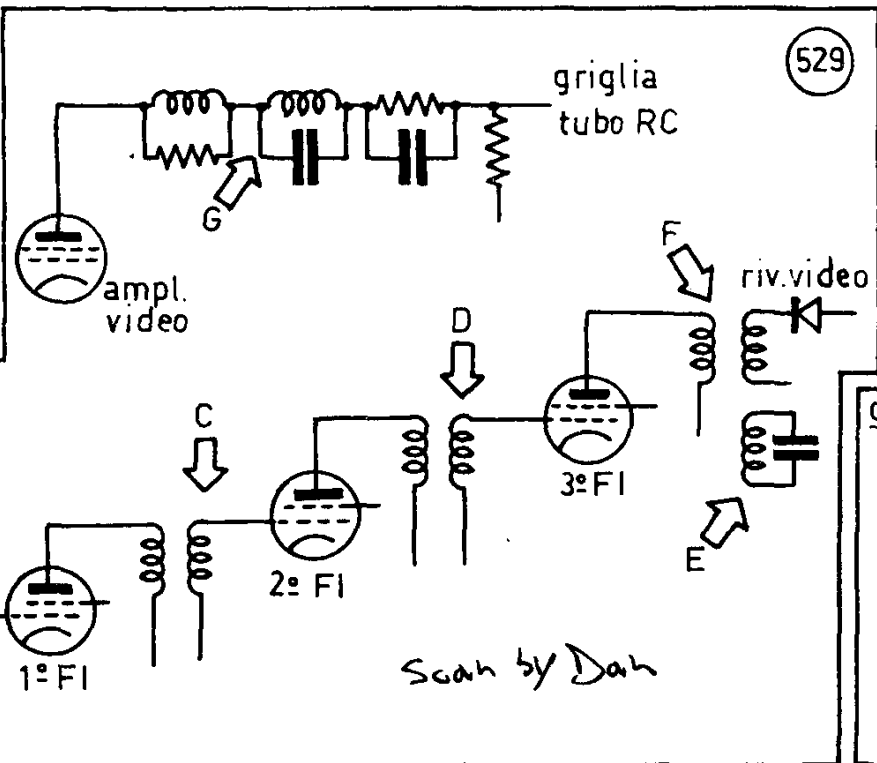 529
griglia
tubo RC
G
ampl.
video
F
riv.video
D
C
3º FI
E
2º FI
1º FI
Scan by Dan